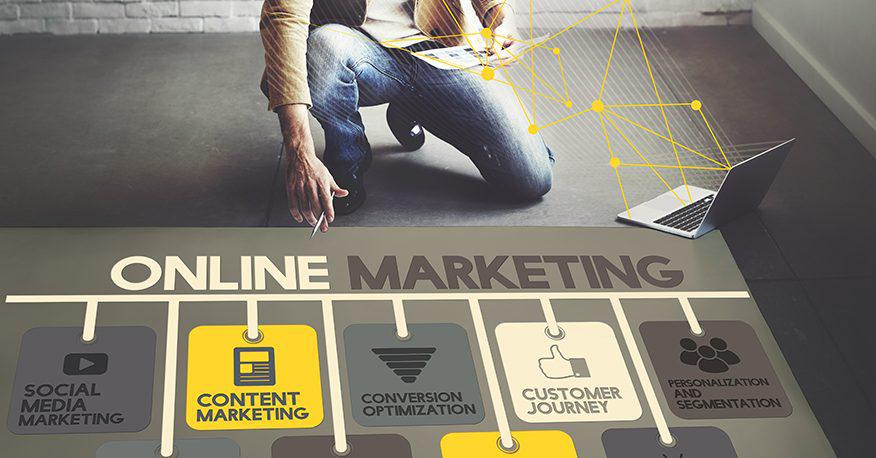 ONLINE MARKETING
SOCIAL
MEDIA
MARKETING
CONTENT
MARKETING
CONVERSION
OPTIMIZATION
CUSTOMER
JOURNEY
PERSONALIZATION
AND
SEGMENTATION